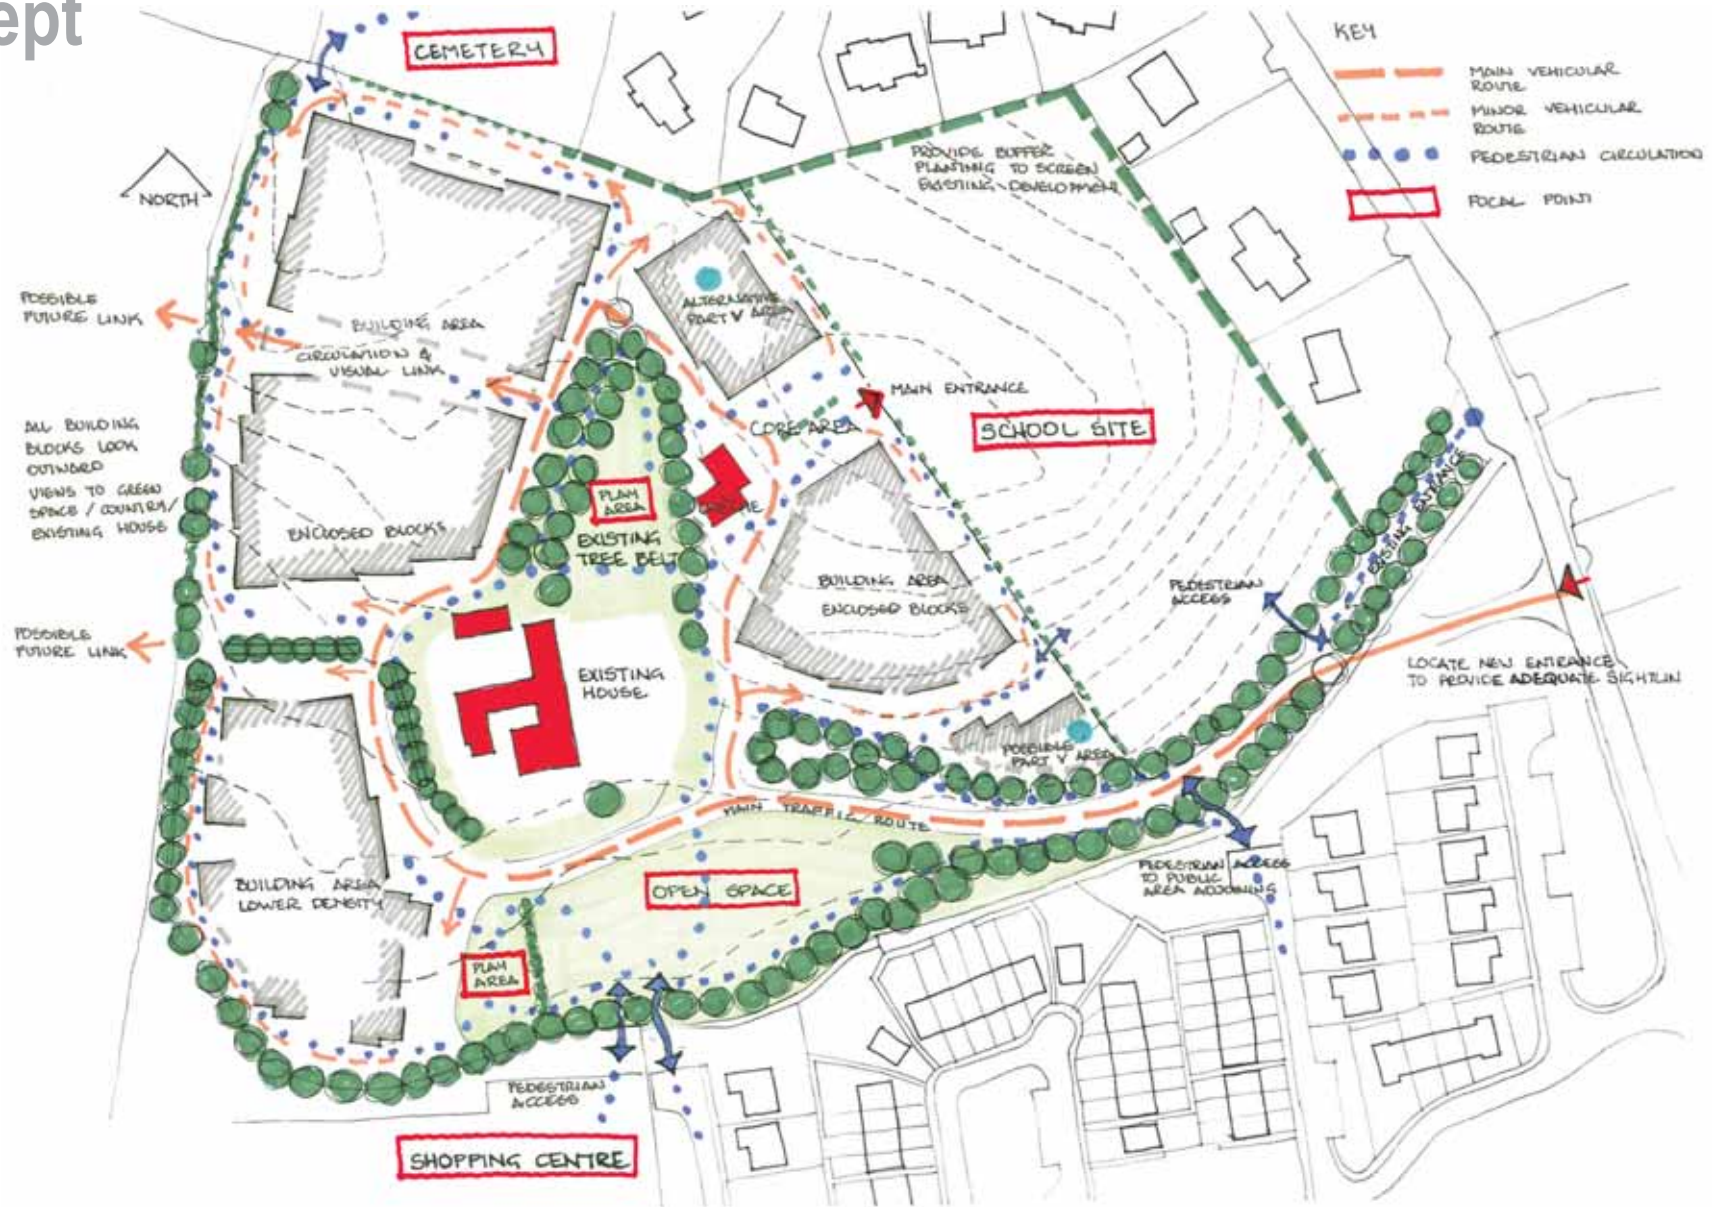 ept
CEMETERY
KEY
MAIN VEHICULAR
ROUTE
MINOR VEHICULAR
ROUTE
PEDESTRIAN CIRCULATION
FOCAL POINT
NORTH
PROVIDE BUFFER
PLANTING TO SCREEN
EXISTING DEVELOPMENT
POSSIBLE
FUTURE LINK
BUILDING AREA
CIRCULATION &
VISUAL LINK
ALTERNATIVE
PART V AREA
MAIN ENTRANCE
CORE AREA
SCHOOL SITE
ALL BUILDING
BLOCKS LOOK
OUTWARD
VIEWS TO GREEN
SPACE / COUNTRY/
EXISTING HOUSE
ENCLOSED BLOCKS
PLAY
AREA
EXISTING
TREE BELT
EXISTING ENTRANCE
BUILDING AREA
ENCLOSED BLOCKS
PEDESTRIAN
ACCESS
POSSIBLE
FUTURE LINK
EXISTING
HOUSE
LOCATE NEW ENTRANCE
TO PROVIDE ADEQUATE SIGHTLIN
POSSIBLE
PART V AREA
MAIN TRAFFIC ROUTE
BUILDING AREA
LOWER DENSITY
OPEN SPACE
PEDESTRIAN ACCESS
TO PUBLIC
AREA ADJOINING
PLAY
AREA
PEDESTRIAN
ACCESS
SHOPPING CENTRE